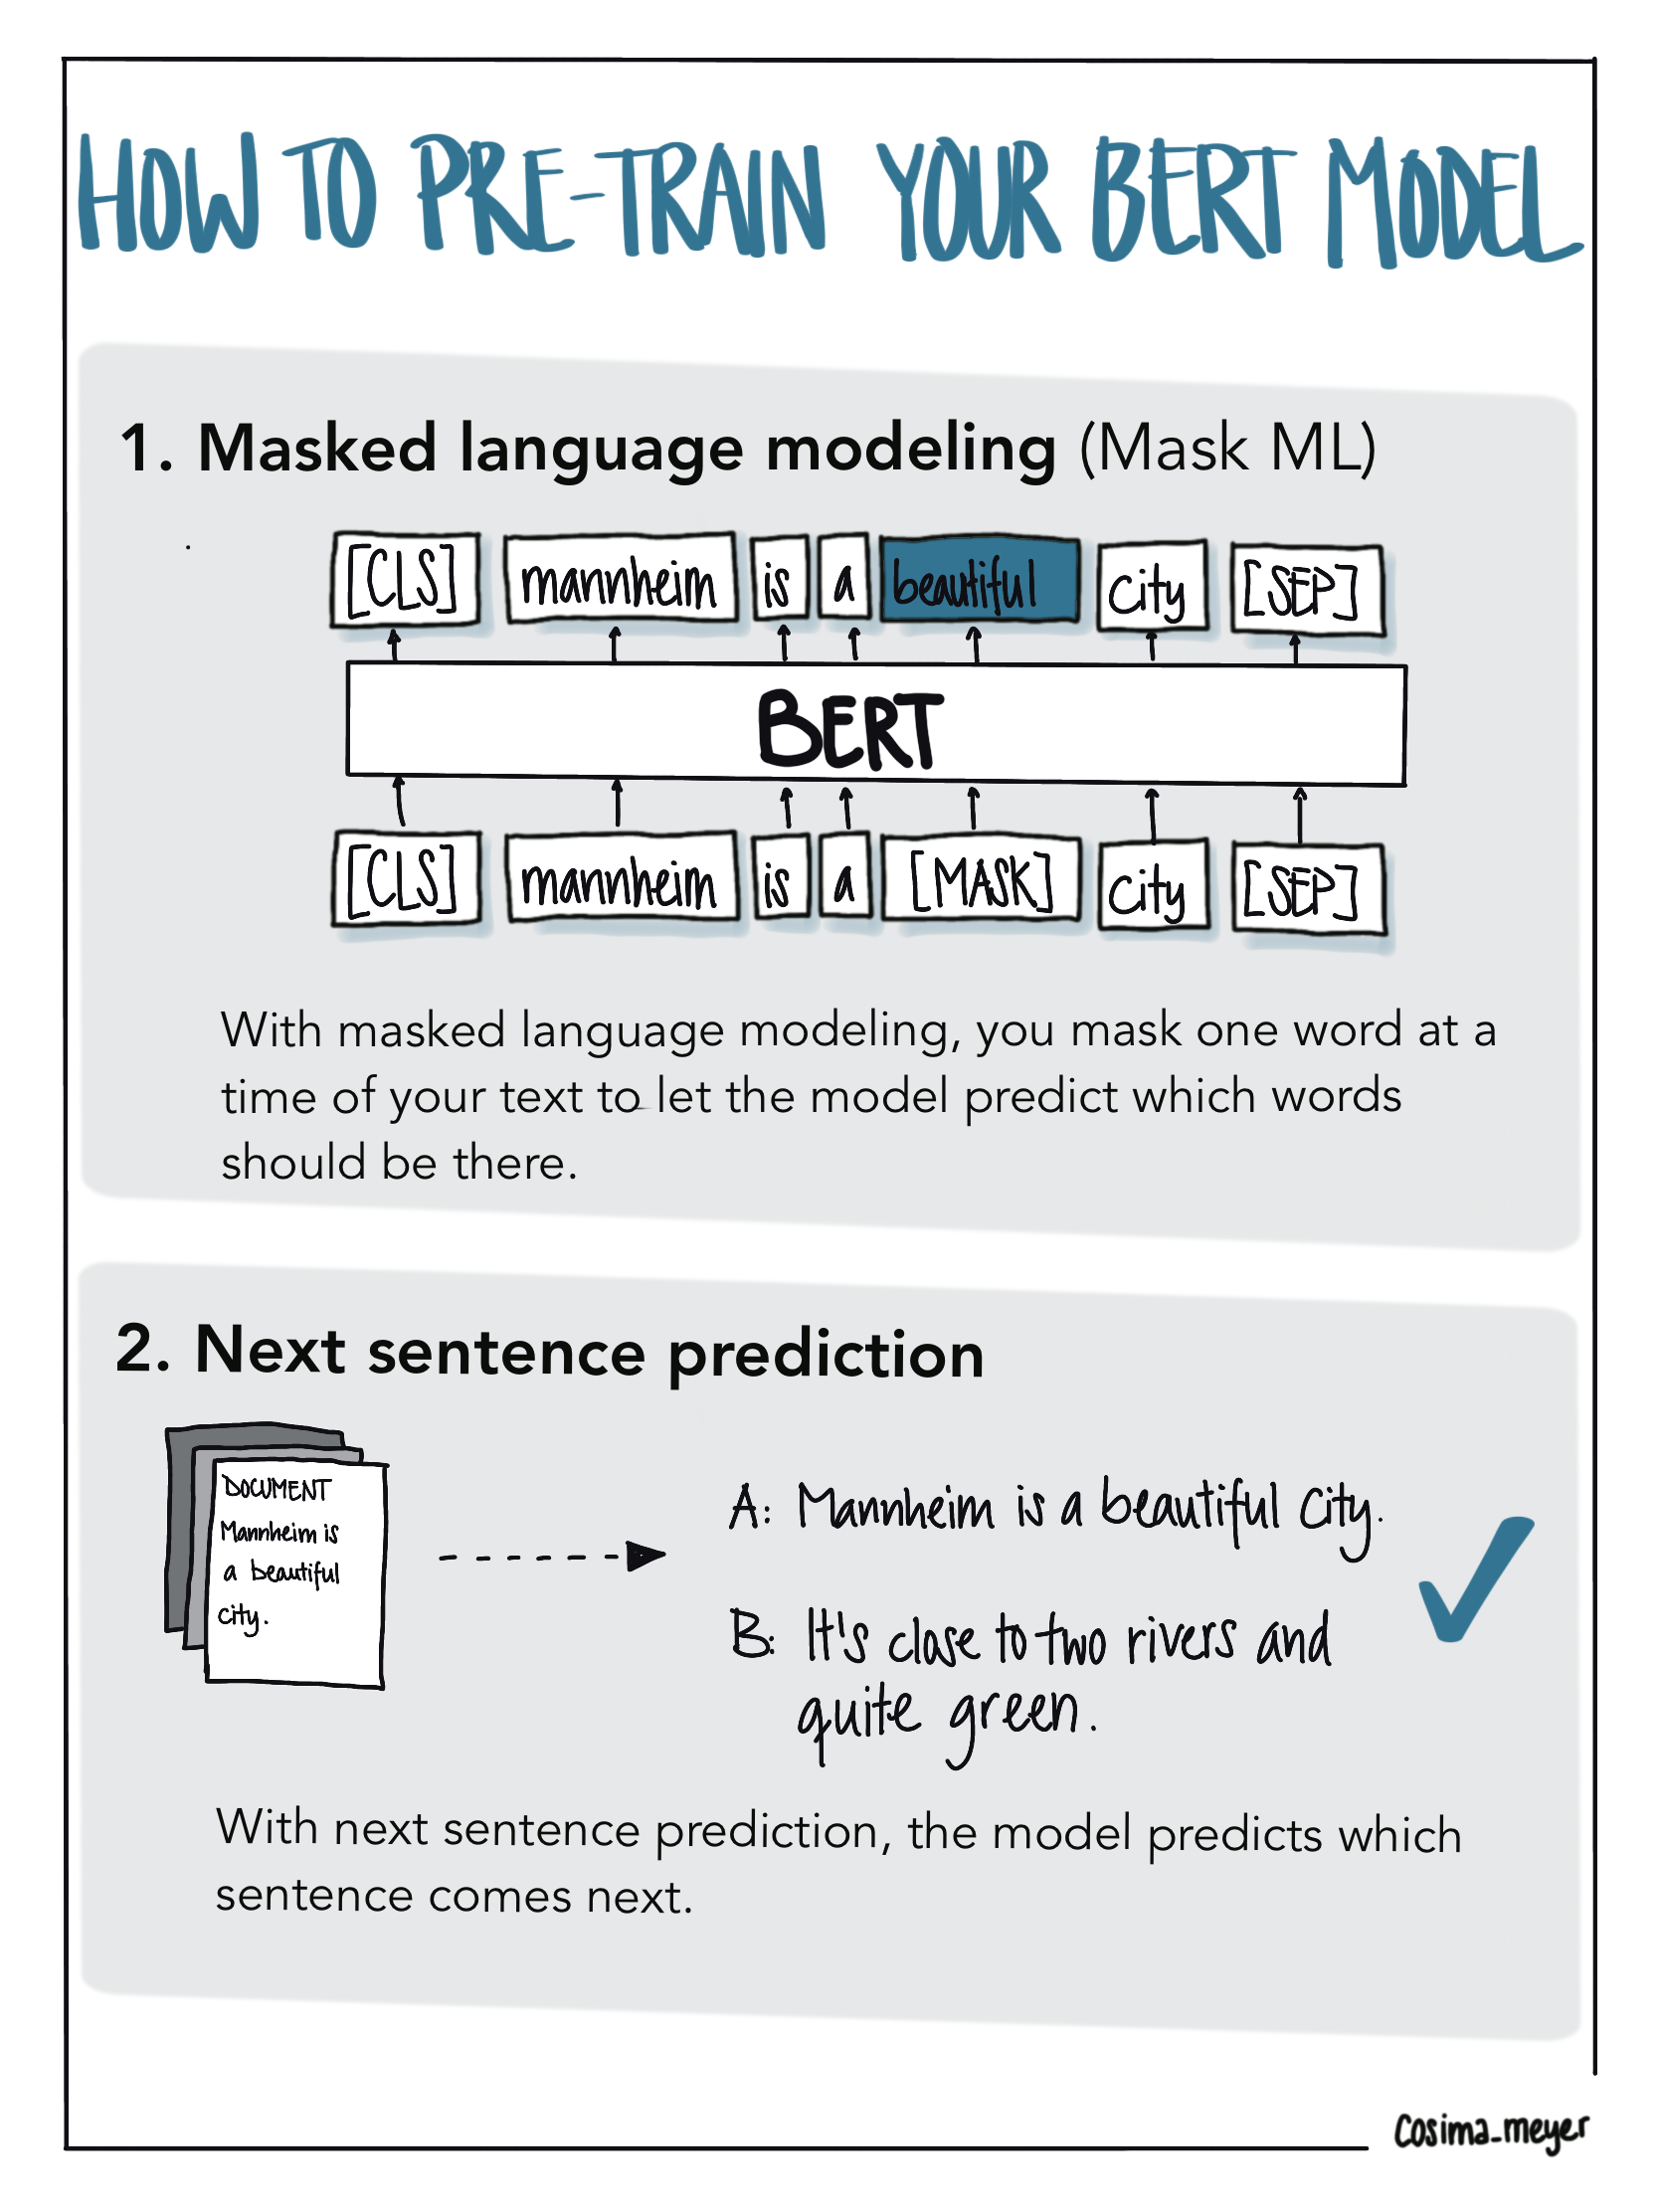 HOW TO PRE-TRAIN YOUR BERT MODEL
1. Masked language modeling (Mask ML)
[CLS] mannheim is a beautiful city [SEP]
BERT
[CLS] mannheim is a [MASK] city [SEP]
With masked language modeling, you mask one word at a
time of your text to let the model predict which words
should be there.
2. Next sentence prediction
DOCUMENT
Mannheim is
a beautiful
city.
A: Mannheim is a beautiful city.
B: It's close to two rivers and
quite green.
With next sentence prediction, the model predicts which
sentence comes next.
cosima_meyer